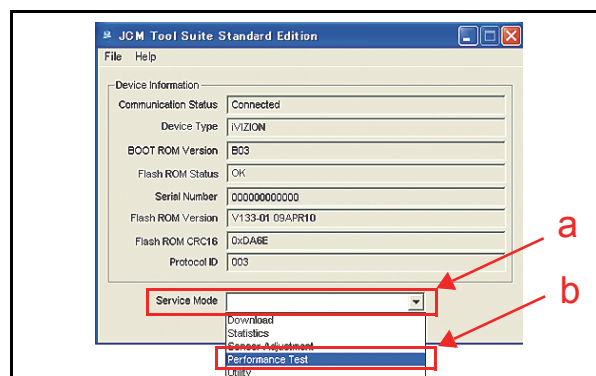 JCM Tool Suite Standard Edition
File Help
Device Information
Communication Status Connected
Device Type iVIZION
BOOT ROM Version B03
Flash ROM Status OK
Serial Number 000000000000
Flash ROM Version V133-01 09APR10
Flash ROM CRC16 0xDA6E
Protocol ID 003
a
Service Mode
b
Download
Statistics
Sensor Adjustment
Performance Test
Utility